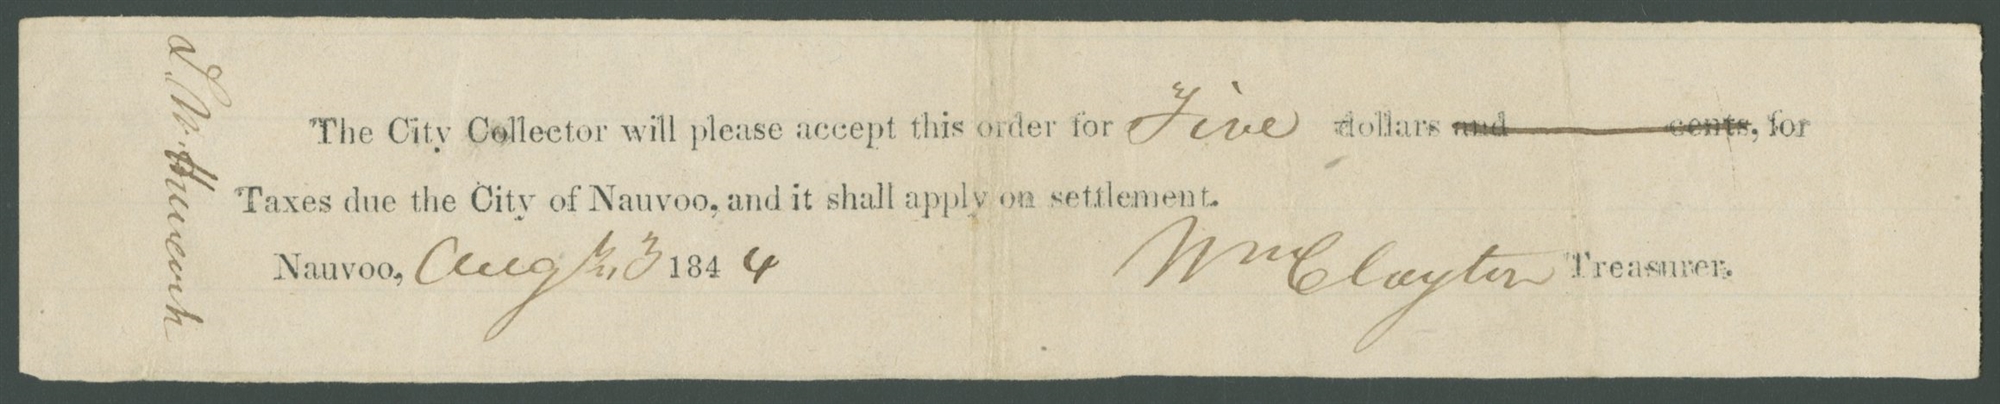 The City Collector will please accept this order for Five dollars and cents, for
Taxes due the City of Nauvoo, and it shall apply on settlement.
Nauvoo, Aug 1844 Wm Clayton Treasurer.